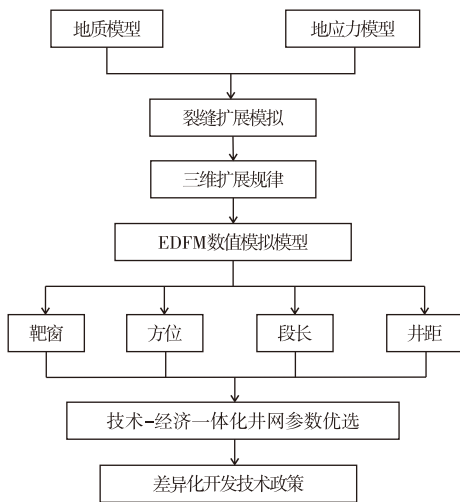 地质模型
地应力模型
裂缝扩展模拟
三维扩展规律
EDFM数值模拟模型
靶窗
方位
段长
井距
技术-经济一体化井网参数优选
差异化开发技术政策